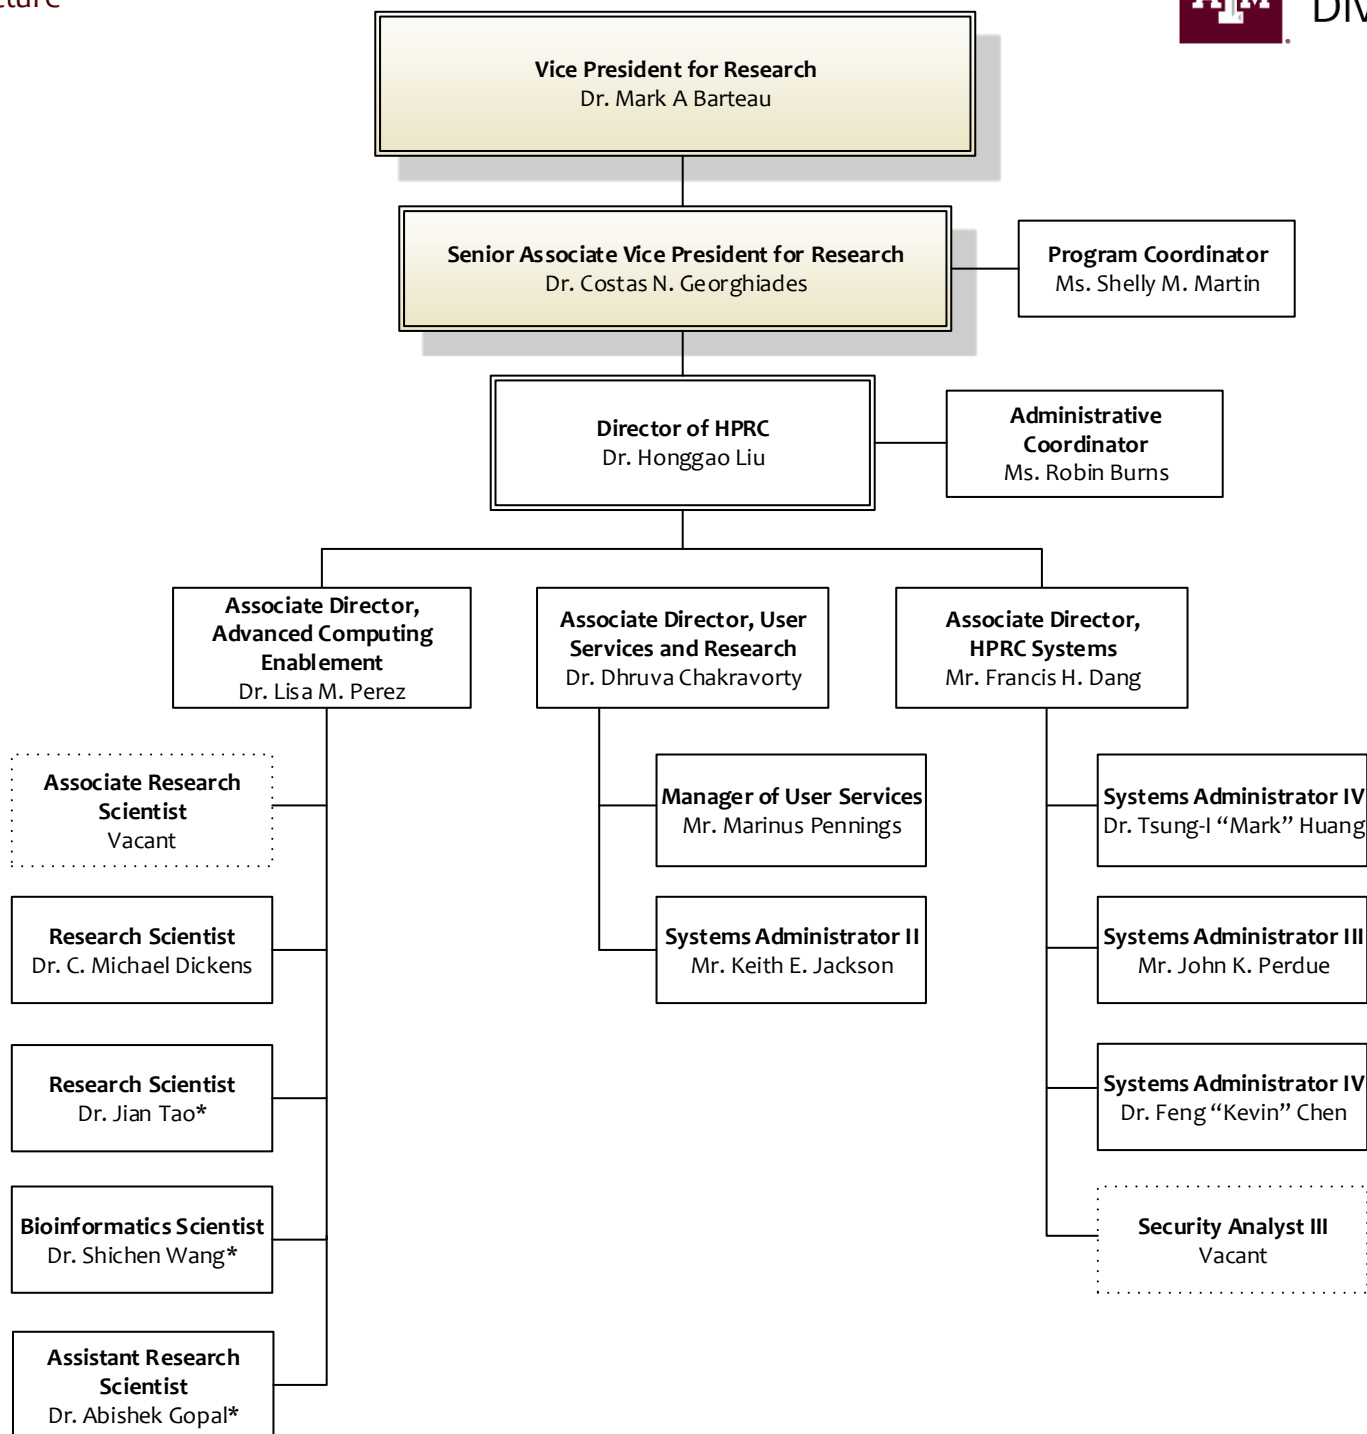 Vice President for Research
Dr. Mark A Barteau
Senior Associate Vice President for Research
Dr. Costas N. Georghiades
Program Coordinator
Ms. Shelly M. Martin
Director of HPRC
Dr. Honggao Liu
Administrative
Coordinator
Ms. Robin Burns
Associate Director,
Advanced Computing
Enablement
Dr. Lisa M. Perez
Associate Director, User
Services and Research
Dr. Dhruva Chakravorty
Associate Director,
HPRC Systems
Mr. Francis H. Dang
Associate Research
Scientist
Vacant
Research Scientist
Dr. C. Michael Dickens
Research Scientist
Dr. Jian Tao*
Bioinformatics Scientist
Dr. Shichen Wang*
Assistant Research
Scientist
Dr. Abishek Gopal*
Manager of User Services
Mr. Marinus Pennings
Systems Administrator II
Mr. Keith E. Jackson
Systems Administrator IV
Dr. Tsung-I “Mark” Huang
Systems Administrator III
Mr. John K. Perdue
Systems Administrator IV
Dr. Feng “Kevin” Chen
Security Analyst III
Vacant